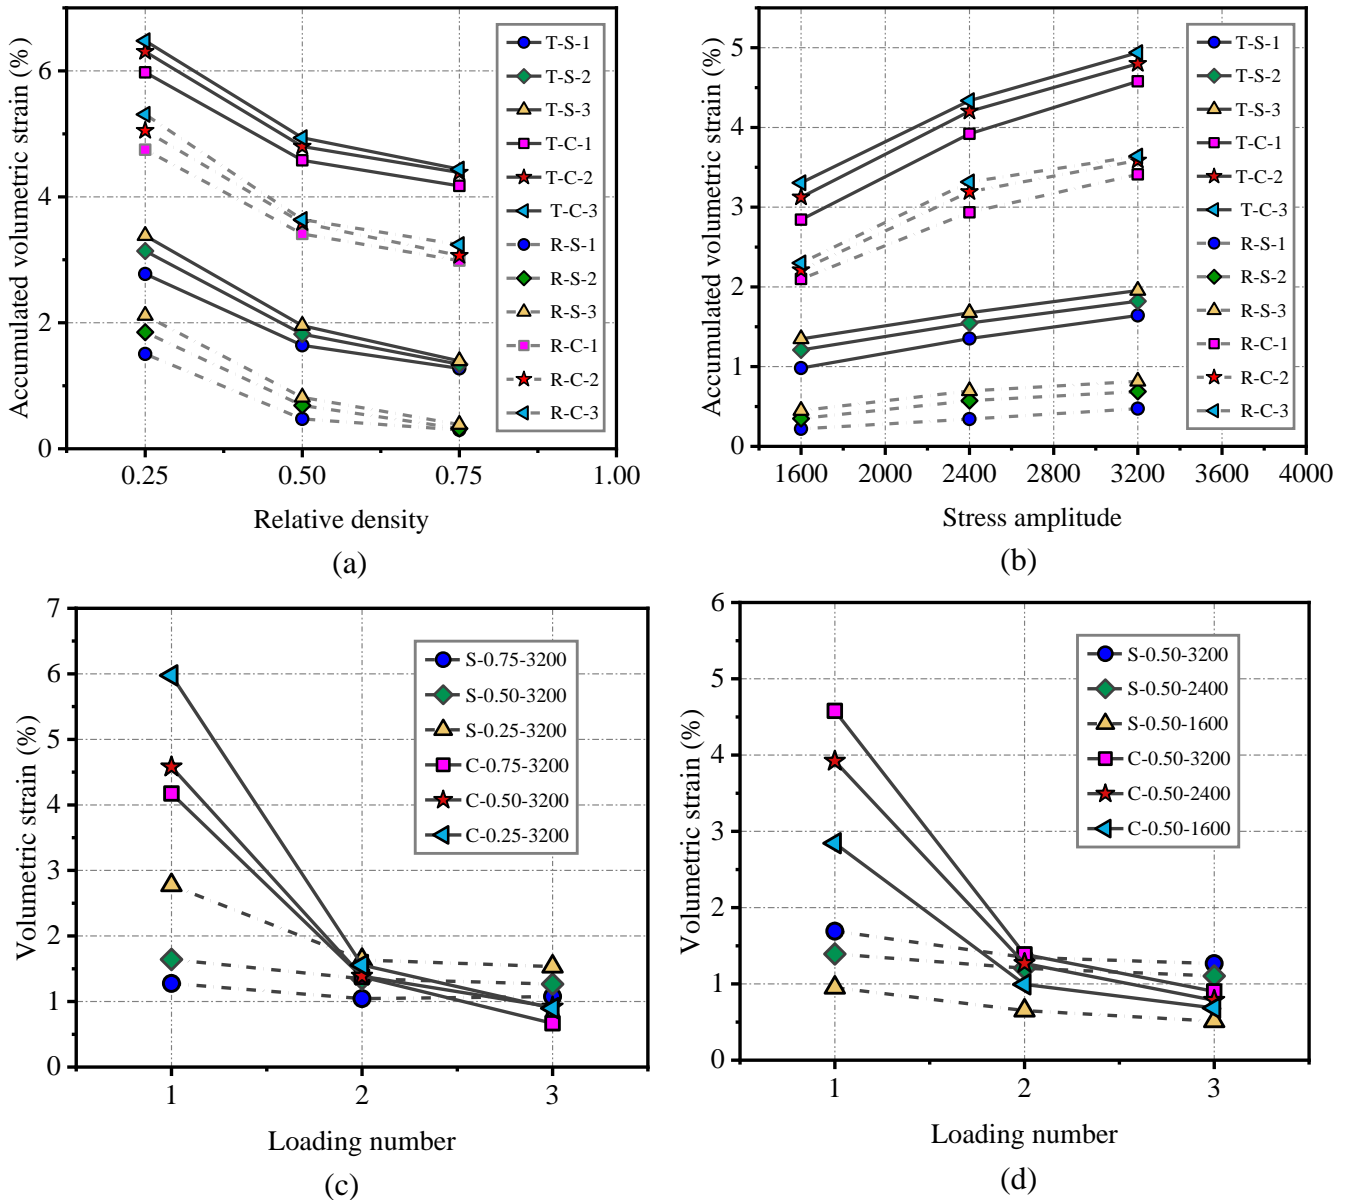 Accumulated volumetric strain (%)
6
4
2
0
0.25 0.50 0.75 1.00
Relative density
(a)
T-S-1
T-S-2
T-S-3
T-C-1
T-C-2
T-C-3
R-S-1
R-S-2
R-S-3
R-C-1
R-C-2
R-C-3
Accumulated volumetric strain (%)
5
4
3
2
1
0
1600 2000 2400 2800 3200 3600 4000
Stress amplitude
(b)
T-S-1
T-S-2
T-S-3
T-C-1
T-C-2
T-C-3
R-S-1
R-S-2
R-S-3
R-C-1
R-C-2
R-C-3
Volumetric strain (%)
7
6
5
4
3
2
1
0
1 2 3
Loading number
(c)
S-0.75-3200
S-0.50-3200
S-0.25-3200
C-0.75-3200
C-0.50-3200
C-0.25-3200
Volumetric strain (%)
6
5
4
3
2
1
0
1 2 3
Loading number
(d)
S-0.50-3200
S-0.50-2400
S-0.50-1600
C-0.50-3200
C-0.50-2400
C-0.50-1600